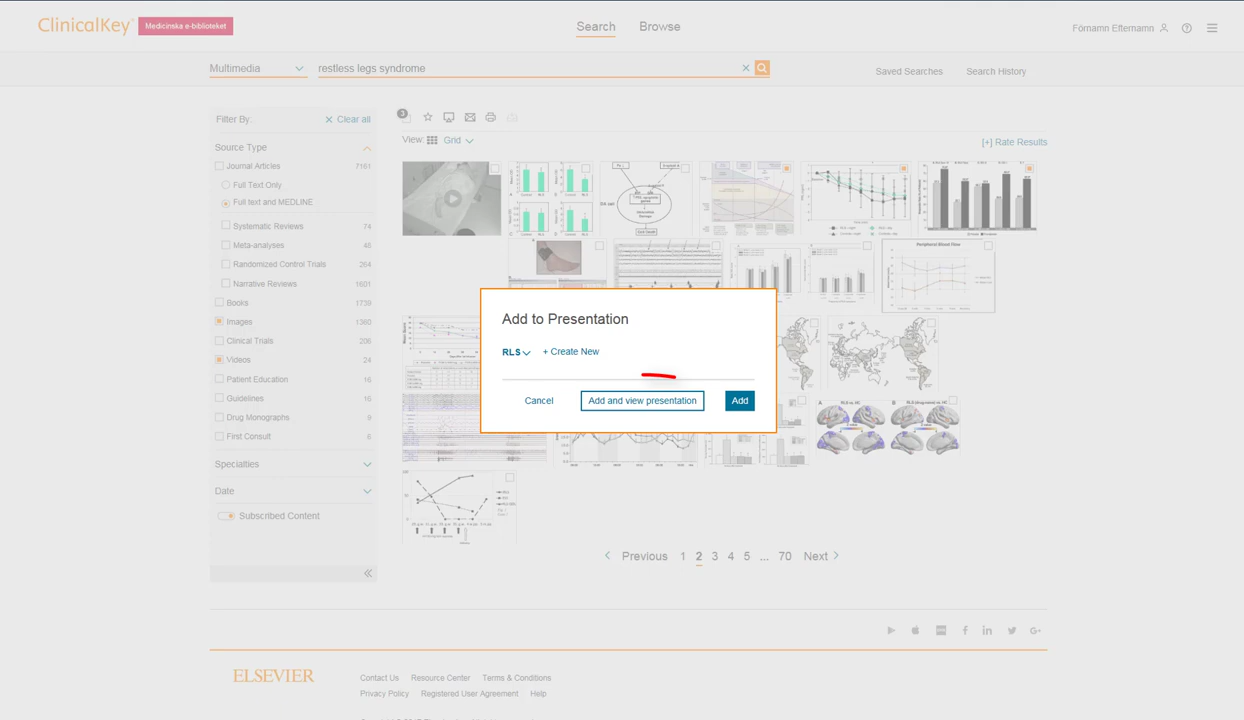 ClinicalKey
Medicinska e-biblioteket
Search
Browse
Förnamn Efternamn
Multimedia
restless legs syndrome
Saved Searches
Search History
Filter By:
Clear all
3
View:
Grid
[+] Rate Results
Source Type
Journal Articles 7161
Full Text Only
Full text and MEDLINE
Systematic Reviews 74
Meta-analyses 48
Randomized Control Trials 264
Narrative Reviews 1601
Books 1739
Images 1360
Clinical Trials 206
Videos 24
Patient Education 16
Guidelines 16
Drug Monographs 9
First Consult 6
Specialties
Date
Subscribed Content
Peripheral Blood Flow
Add to Presentation
RLS
+ Create New
Cancel
Add and view presentation
Add
RLS vs. HC
Previous 1 2 3 4 5 ... 70 Next
ELSEVIER
Contact Us
Resource Center
Terms & Conditions
Privacy Policy
Registered User Agreement
Help